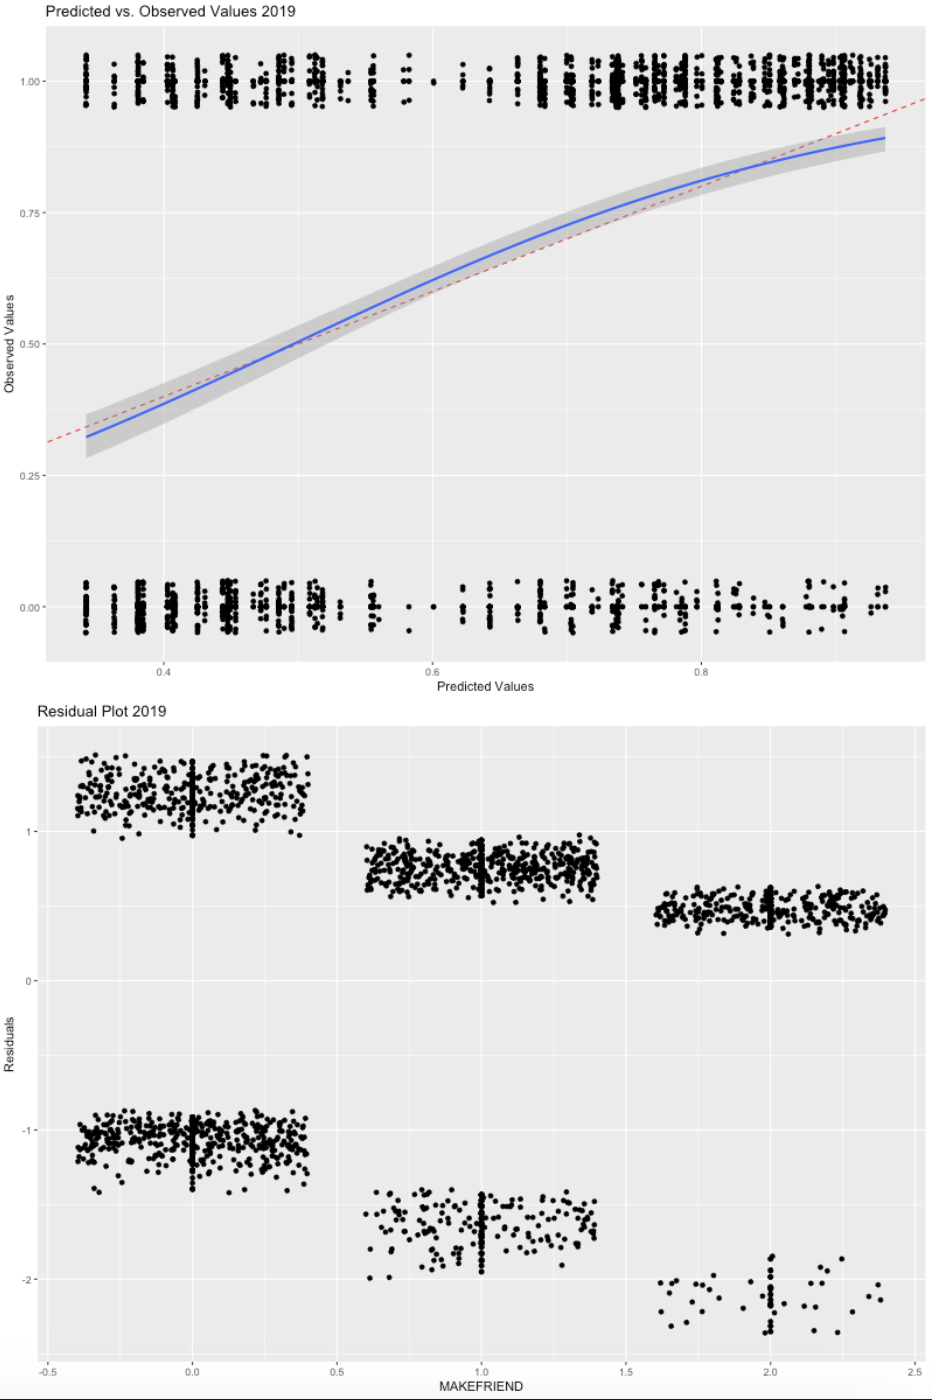 Predicted vs. Observed Values 2019
1.00
0.75
0.50
0.25
0.00
Observed Values
0.4 0.6 0.8
Predicted Values
Residual Plot 2019
1
0
-1
-2
Residuals
-0.5 0.0 0.5 1.0 1.5 2.0 2.5
MAKEFRIEND